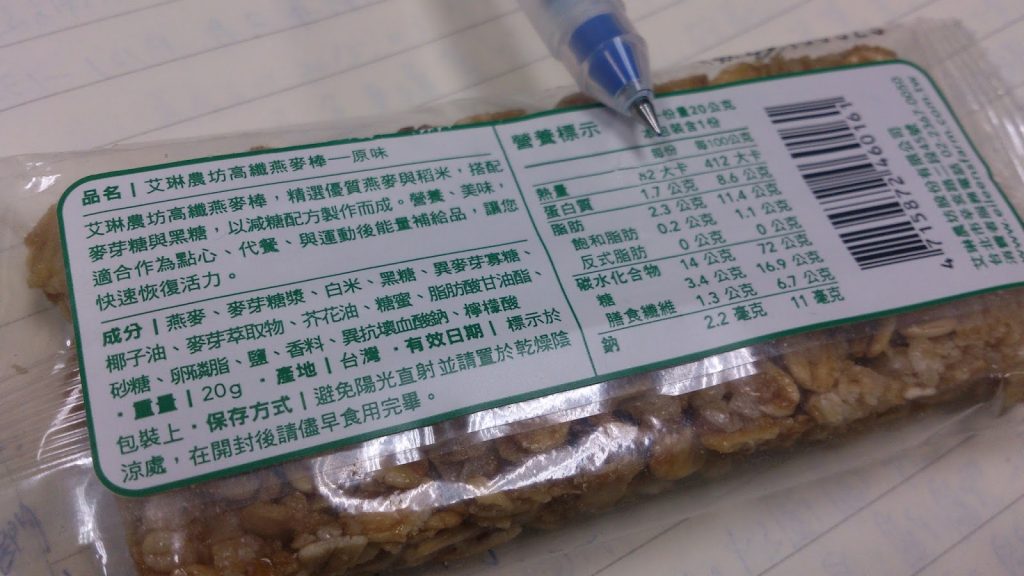 品名 | 艾琳農坊高纖燕麥棒—原味
艾琳農坊高纖燕麥棒，精選優質燕麥與稻米，搭配
麥芽糖與黑糖，以減糖配方製作而成。營養、美味，
適合作為點心、代餐、與運動後能量補給品，讓您
快速恢復活力。
成分 | 燕麥、麥芽糖漿、白米、黑糖、異麥芽寡糖、
椰子油、麥芽萃取物、芥花油、糖蜜、脂肪酸甘油酯、
砂糖、卵磷脂、鹽、香料、異抗壞血酸鈉、檸檬酸
・重量 | 20g ・產地 | 台灣 ・有效日期 | 標示於
包裝上・保存方式 | 避免陽光直射並請置於乾燥陰
涼處，在開封後請儘早食用完畢。
營養標示
份量20公克
裝含1份
每份 每100公克
熱量 82 大卡 412 大卡
蛋白質 1.7 公克 8.6 公克
脂肪 2.3 公克 11.4 公克
飽和脂肪 0.2 公克 1.1 公克
反式脂肪 0 公克 0 公克
碳水化合物 14 公克 72 公克
糖 3.4 公克 16.9 公克
膳食纖維 1.3 公克 6.7 公克
鈉 2.2 毫克 11 毫克
4 715872 460161